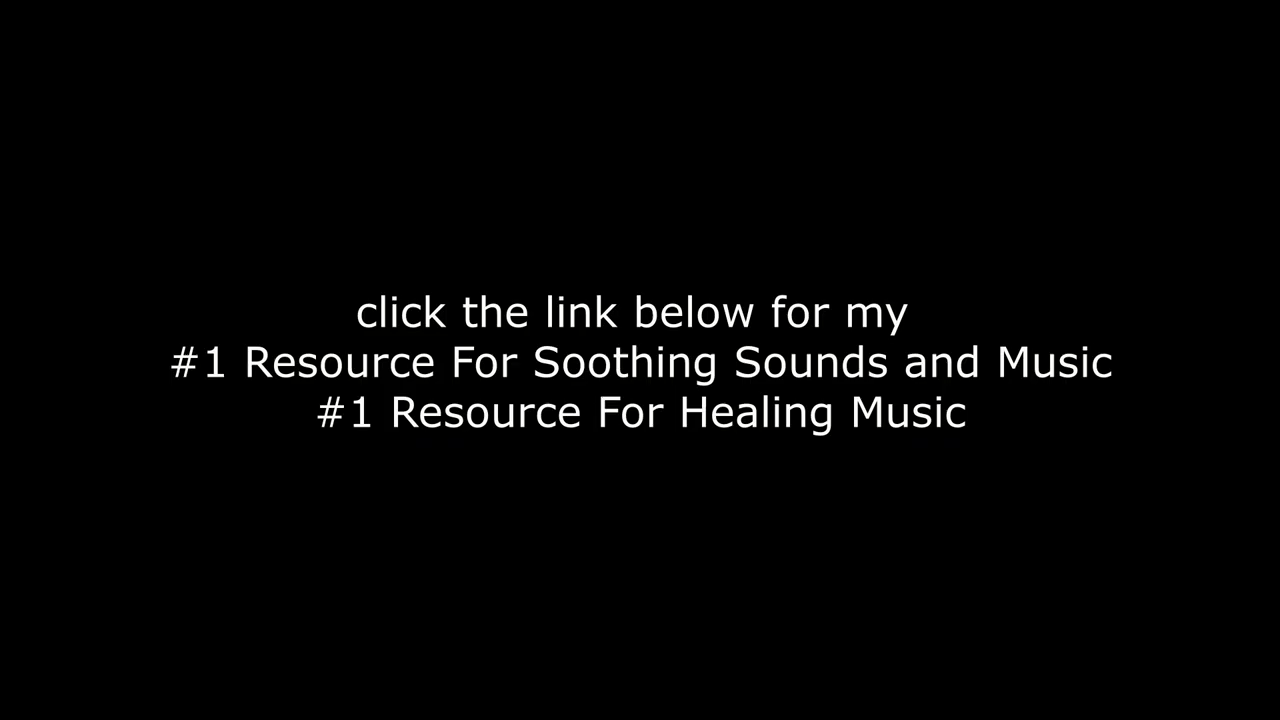 click the link below for my
#1 Resource For Soothing Sounds and Music
#1 Resource For Healing Music